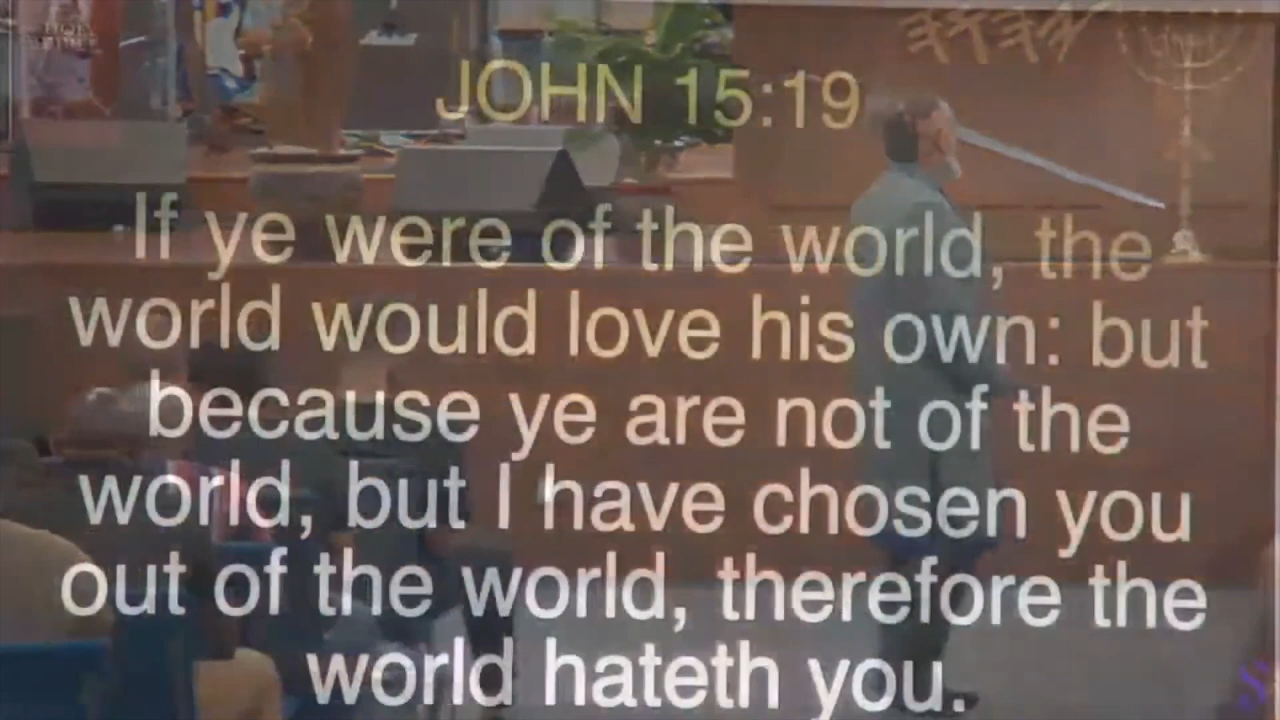 JOHN 15:19
If ye were of the world, the
world would love his own: but
because ye are not of the
world, but I have chosen you
out of the world, therefore the
world hateth you.